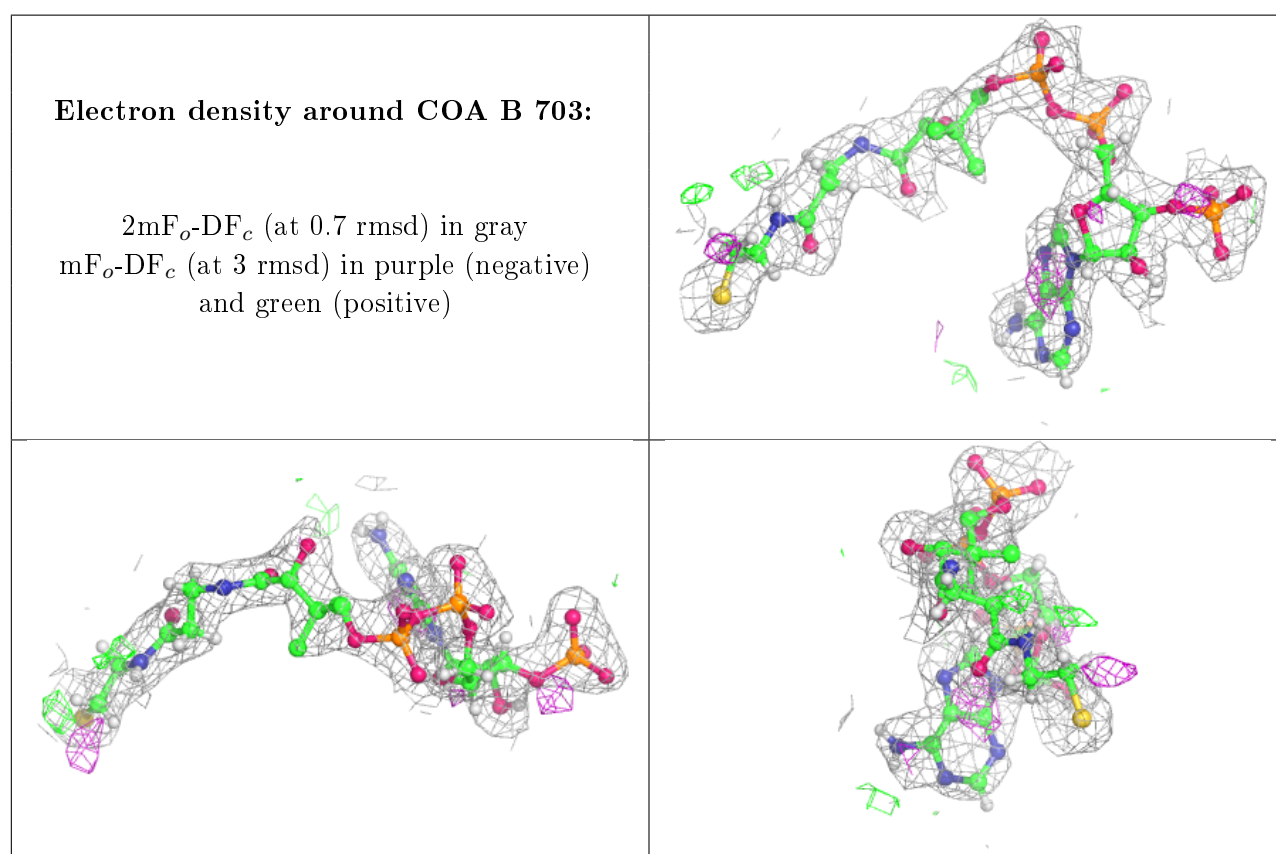 Electron density around COA B 703:
2mFo-DFc (at 0.7 rmsd) in gray
mFo-DFc (at 3 rmsd) in purple (negative)
and green (positive)